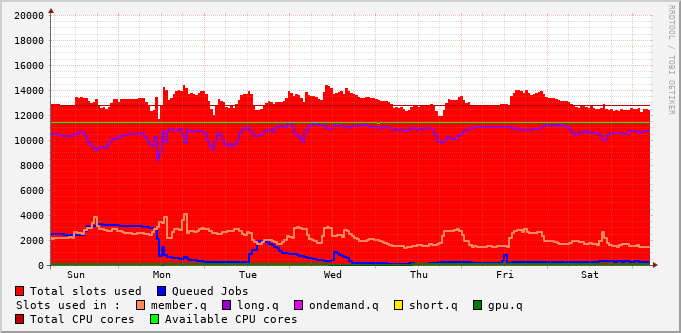 20000
18000
16000
14000
12000
10000
8000
6000
4000
2000
0
Sun Mon Tue Wed Thu Fri Sat
Total slots used Queued Jobs
Slots used in : member.q long.q ondemand.q short.q gpu.q
Total CPU cores Available CPU cores
RRDTOOL / TOBI OETIKER